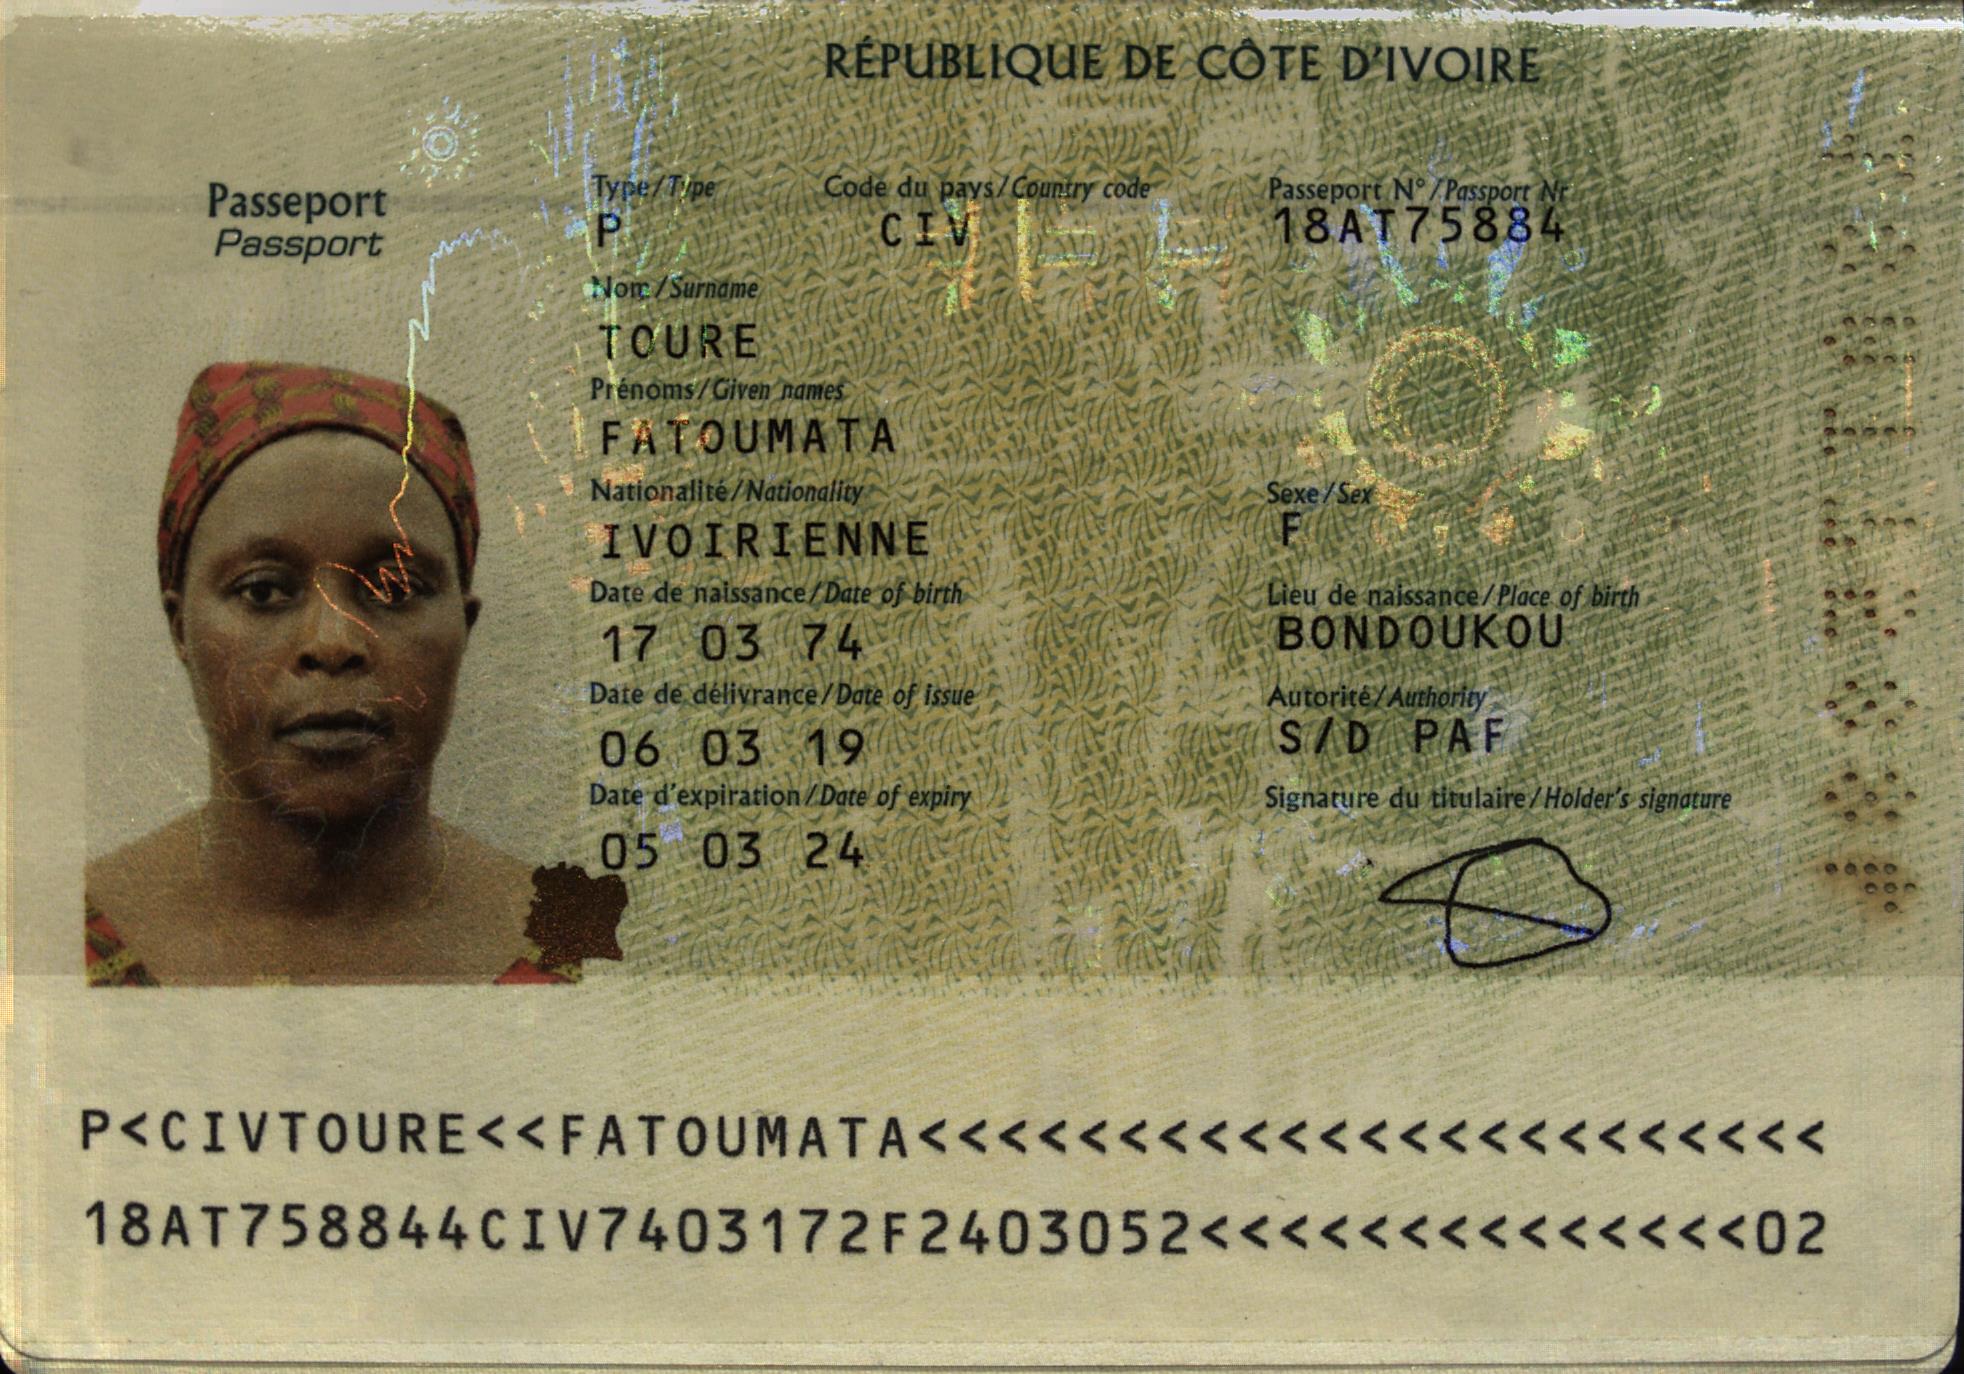 RÉPUBLIQUE DE CÔTE D'IVOIRE
Passeport
Passport
Type/Type
P
Code du pays/Country code
CIV
Passeport N°/Passport Nr
18AT75884
Nom/Surname
TOURE
Prénoms/Given names
FATOUMATA
Nationalité/Nationality
IVOIRIENNE
Sexe/Sex
F
Date de naissance/Date of birth
17 03 74
Lieu de naissance/Place of birth
BONDOUKOU
Date de délivrance/Date of issue
06 03 19
Autorité/Authority
S/D PAF
Date d'expiration/Date of expiry
05 03 24
Signature du titulaire/Holder's signature
P<CIVTOURE<<FATOUMATA<<<<<<<<<<<<<<<<<<<<<<<
18AT758844CIV7403172F2403052<<<<<<<<<<<<<<02